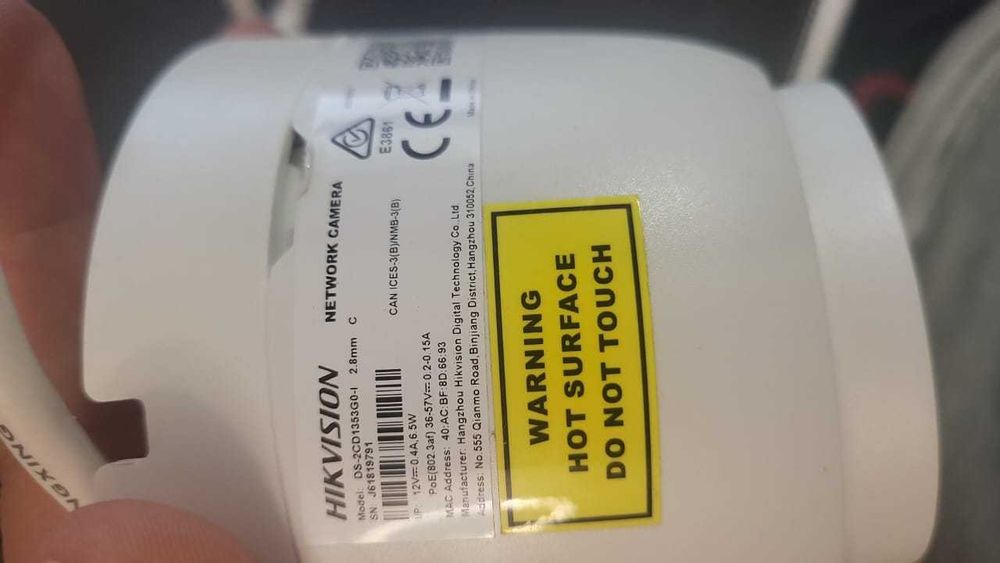 HIKVISION NETWORK CAMERA
Model: DS-2CD1353G0-I 2.8mm C
SN J61819791
CAN ICES-3(B)/NMB-3(B)
I/P: 12V⎓0.4A,6.5W
PoE(802.3af) 36-57V⎓0.2-0.15A
MAC Address: 40:AC:BF:8D:66:93
Manufacturer: Hangzhou Hikvision Digital Technology Co.,Ltd
Address: No.555 Qianmo Road,Binjiang District,Hangzhou 310052,China
E3861
CE
WARNING
HOT SURFACE
DO NOT TOUCH